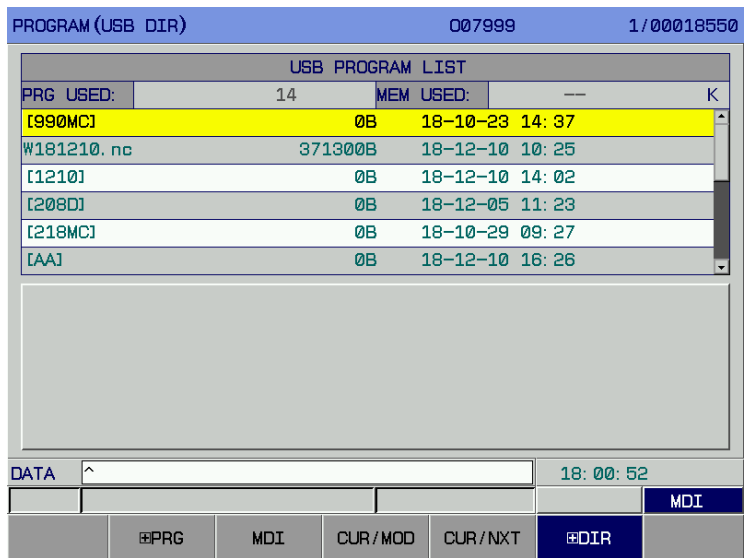 PROGRAM(USB DIR) O07999 1/00018550
USB PROGRAM LIST
PRG USED: 14 MEM USED: -- K
[990MC] 0B 18-10-23 14:37
W181210.nc 371300B 18-12-10 10:25
[1210] 0B 18-12-10 14:02
[208D] 0B 18-12-05 11:23
[218MC] 0B 18-10-29 09:27
[AA] 0B 18-12-10 16:26
DATA ^ 18:00:52
MDI
⊞PRG MDI CUR/MOD CUR/NXT ⊞DIR